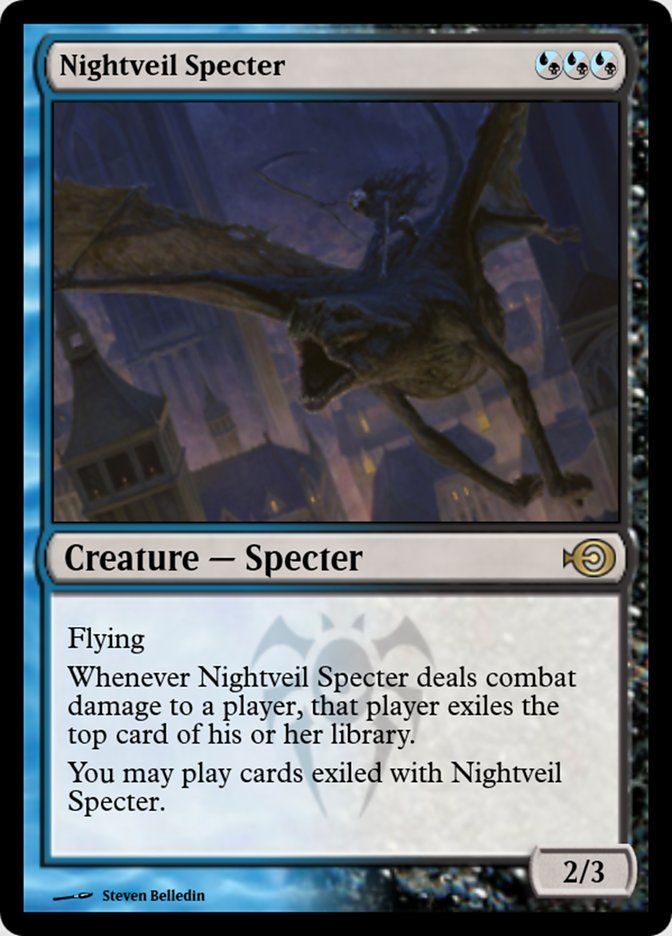 Nightveil Specter
Creature — Specter
Flying
Whenever Nightveil Specter deals combat
damage to a player, that player exiles the
top card of his or her library.
You may play cards exiled with Nightveil
Specter.
2/3
Steven Belledin